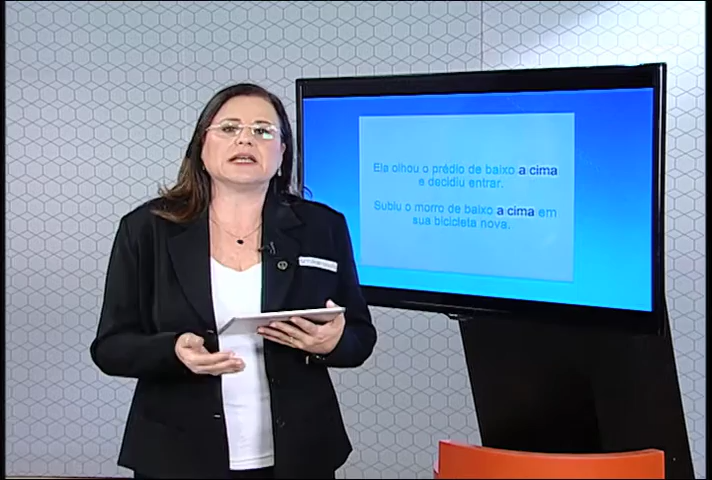 Ela olhou o prédio de baixo a cima
e decidiu entrar.
Subiu o morro de baixo a cima em
sua bicicleta nova.